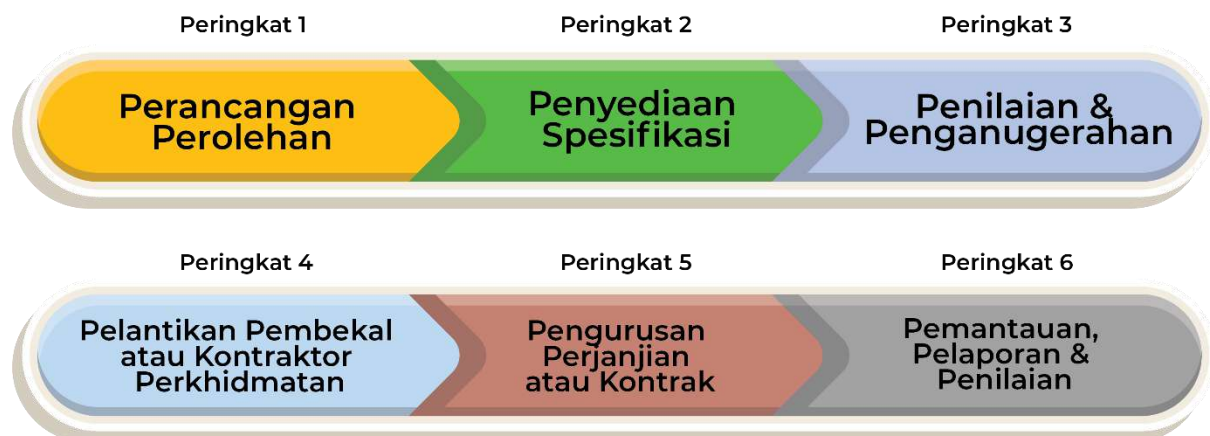 Peringkat 1
Peringkat 2
Peringkat 3
Perancangan
Perolehan
Penyediaan
Spesifikasi
Penilaian &
Penganugerahan
Peringkat 4
Peringkat 5
Peringkat 6
Pelantikan Pembekal
atau Kontraktor
Perkhidmatan
Pengurusan
Perjanjian
atau Kontrak
Pemantauan,
Pelaporan &
Penilaian